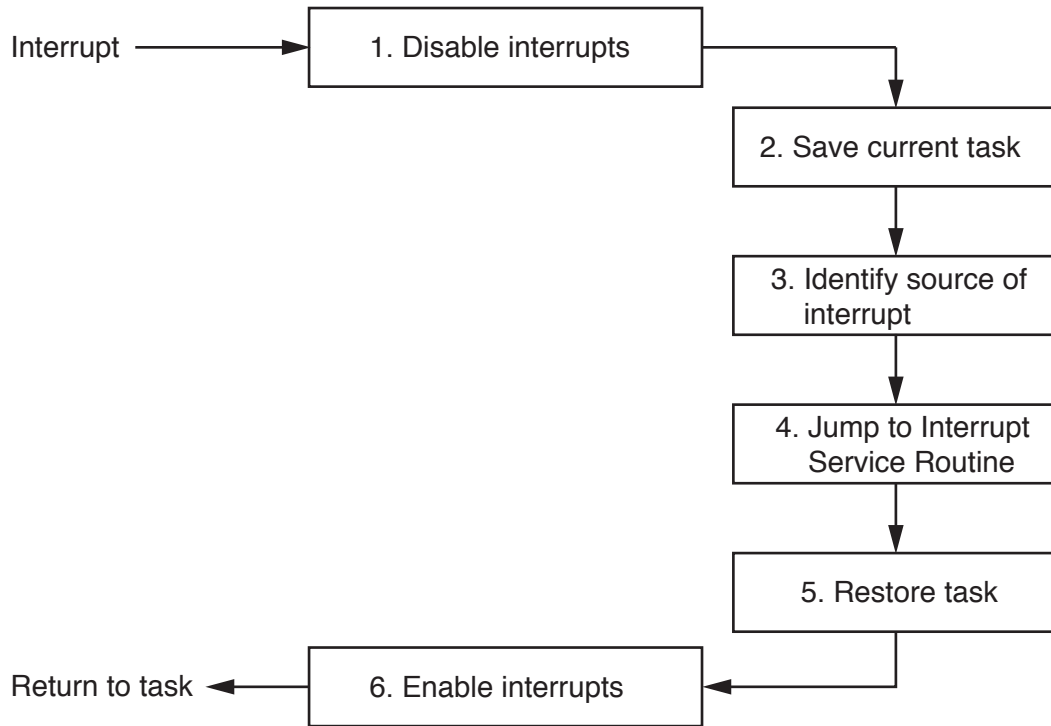 Interrupt
1. Disable interrupts
2. Save current task
3. Identify source of
interrupt
4. Jump to Interrupt
Service Routine
5. Restore task
6. Enable interrupts
Return to task